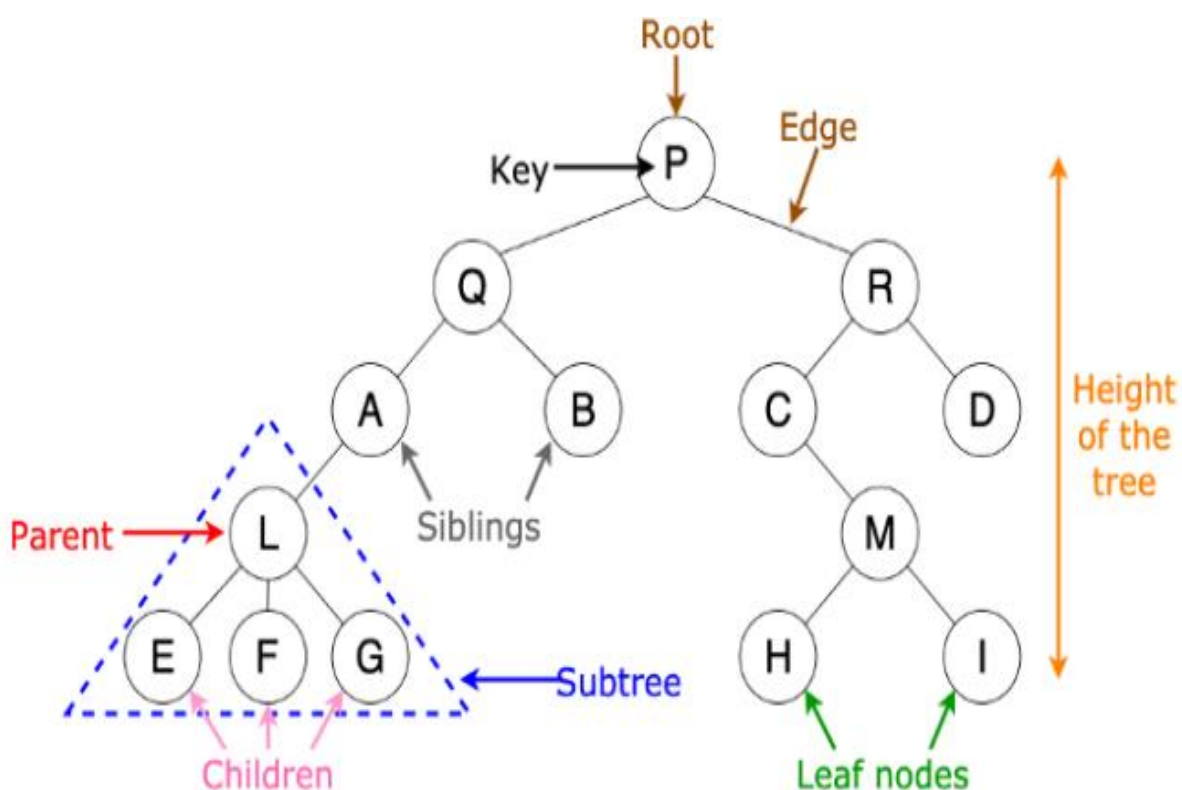 Root
Edge
Key
P
Q
R
A
B
C
D
Height
of the
tree
Siblings
Parent
L
M
E
F
G
H
I
Subtree
Children
Leaf nodes